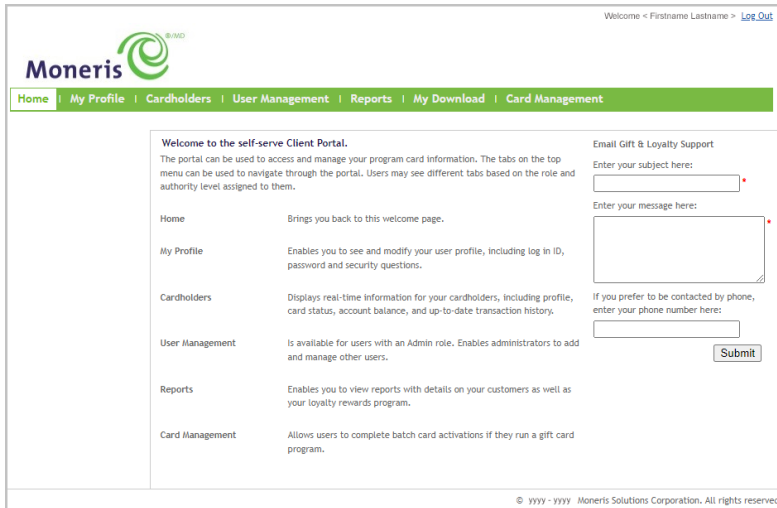 Welcome < Firstname Lastname > Log Out
®/MD
Moneris
Home | My Profile | Cardholders | User Management | Reports | My Download | Card Management
Welcome to the self-serve Client Portal.
The portal can be used to access and manage your program card information. The tabs on the top
menu can be used to navigate through the portal. Users may see different tabs based on the role and
authority level assigned to them.
Home Brings you back to this welcome page.
My Profile Enables you to see and modify your user profile, including log in ID,
password and security questions.
Cardholders Displays real-time information for your cardholders, including profile,
card status, account balance, and up-to-date transaction history.
User Management Is available for users with an Admin role. Enables administrators to add
and manage other users.
Reports Enables you to view reports with details on your customers as well as
your loyalty rewards program.
Card Management Allows users to complete batch card activations if they run a gift card
program.
Email Gift & Loyalty Support
Enter your subject here:
*
Enter your message here:
*
If you prefer to be contacted by phone,
enter your phone number here:
Submit
© yyyy - yyyy Moneris Solutions Corporation. All rights reserved